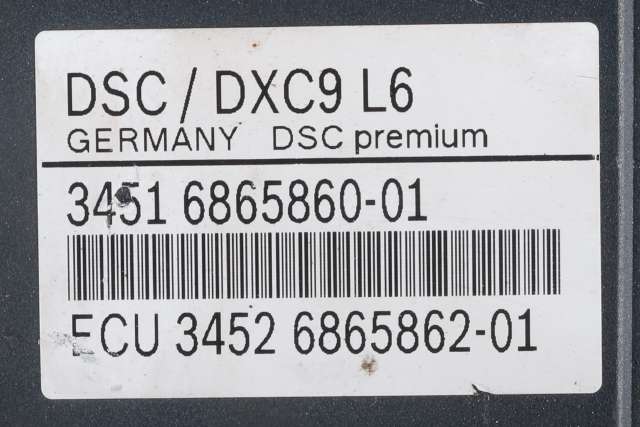 DSC / DXC9 L6
GERMANY DSC premium
3451 6865860-01
ECU 3452 6865862-01